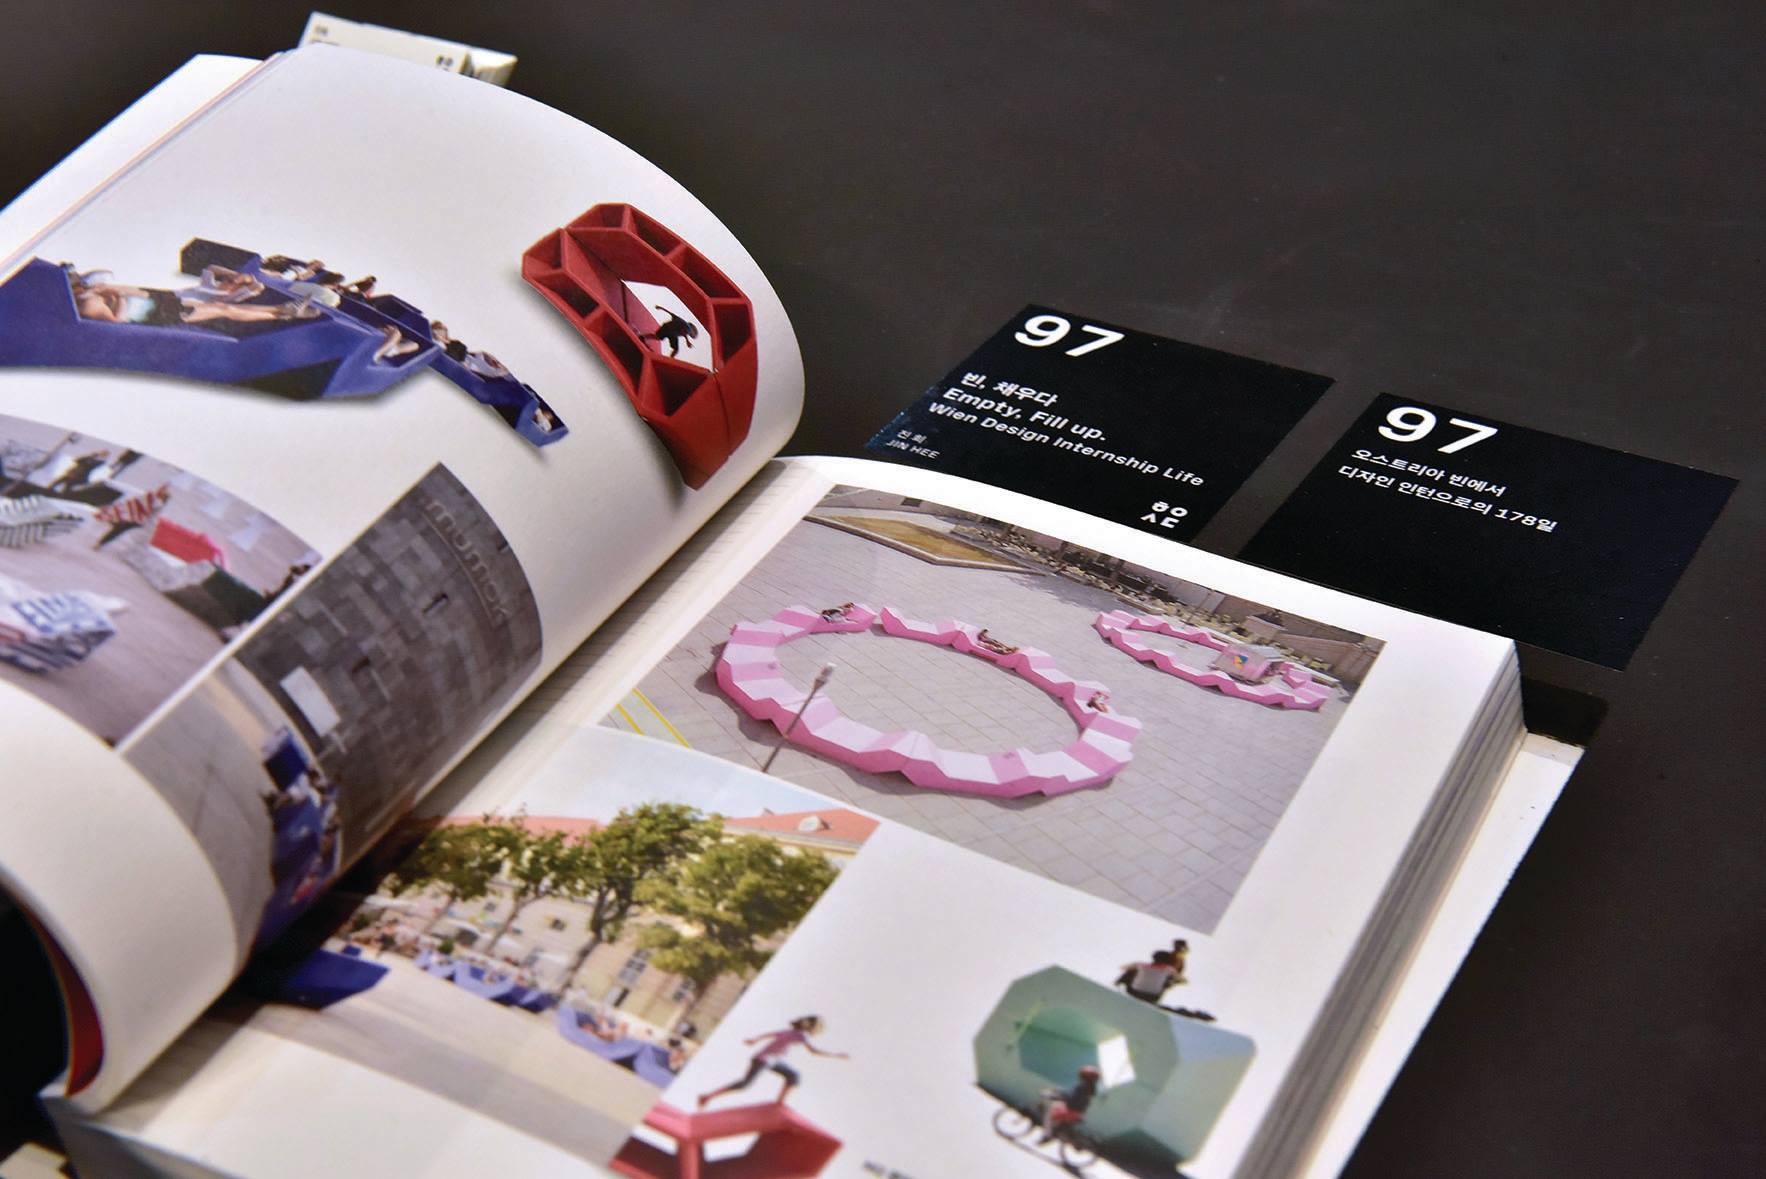 97
빈, 채우다
Empty, Fill up.
Wien Design Internship Life
진희
JIN HEE
97
오스트리아 빈에서
디자인 인턴으로의 178일
mumok